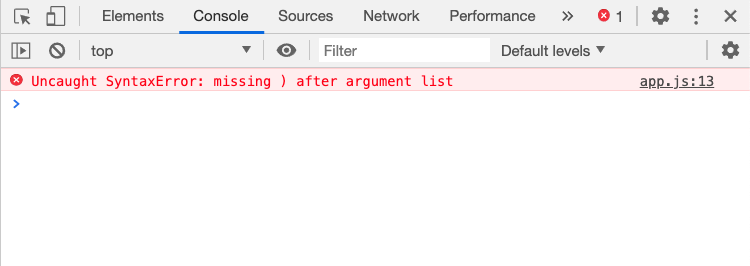 Elements Console Sources Network Performance » 1
top Filter Default levels
Uncaught SyntaxError: missing ) after argument list app.js:13
>